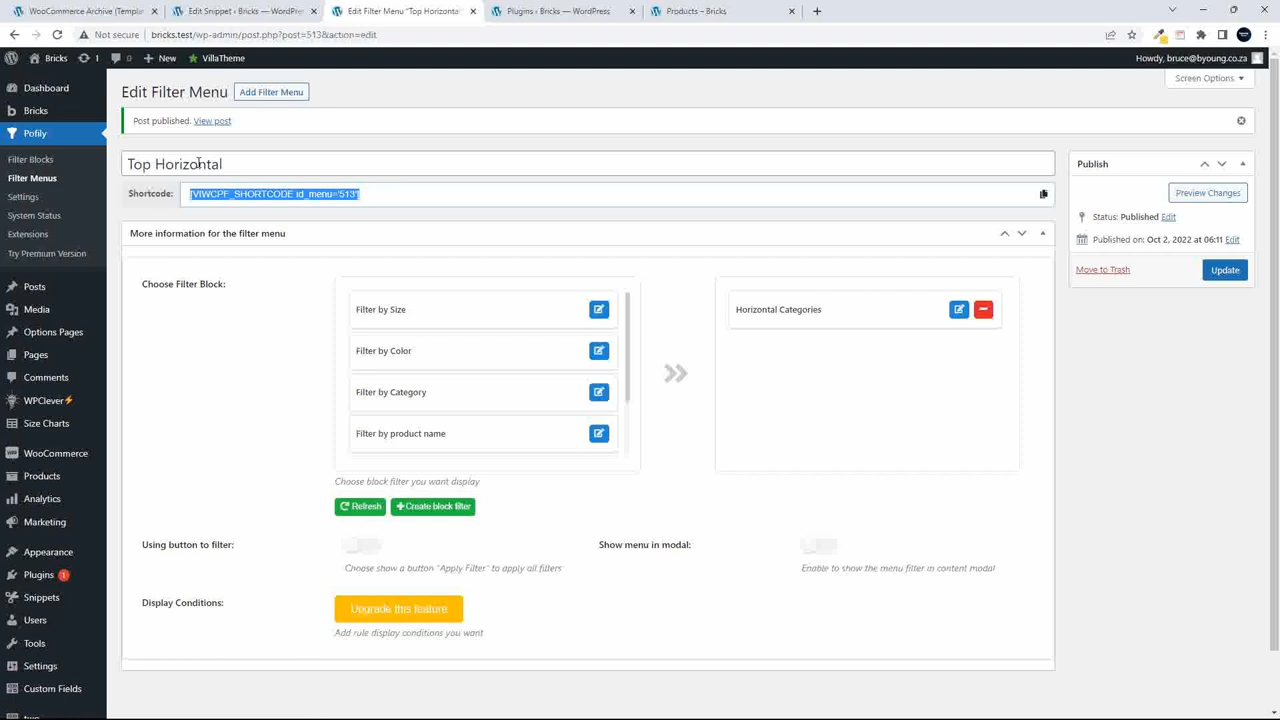 WooCommerce Archive (Templat
Edit Snippet ‹ Bricks — WordPre
Edit Filter Menu "Top Horizontal
Plugins ‹ Bricks — WordPress
Products – Bricks
Not secure
bricks.test/wp-admin/post.php?post=513&action=edit
Bricks
1
0
New
VillaTheme
Howdy, bruce@byoung.co.za
Screen Options
Dashboard
Bricks
Pofily
Filter Blocks
Filter Menus
Settings
System Status
Extensions
Try Premium Version
Posts
Media
Options Pages
Pages
Comments
WPClever
Size Charts
WooCommerce
Products
Analytics
Marketing
Appearance
Plugins 1
Snippets
Users
Tools
Settings
Custom Fields
Edit Filter Menu
Add Filter Menu
Post published. View post
Top Horizontal
Shortcode:
[VIWCPF_SHORTCODE id_menu='513']
More information for the filter menu
Choose Filter Block:
Filter by Size
Filter by Color
Filter by Category
Filter by product name
Horizontal Categories
Choose block filter you want display
Refresh
Create block filter
Using button to filter:
Choose show a button "Apply Filter" to apply all filters
Show menu in modal:
Enable to show the menu filter in content modal
Display Conditions:
Upgrade this feature
Add rule display conditions you want
Publish
Preview Changes
Status: Published Edit
Published on: Oct 2, 2022 at 06:11 Edit
Move to Trash
Update